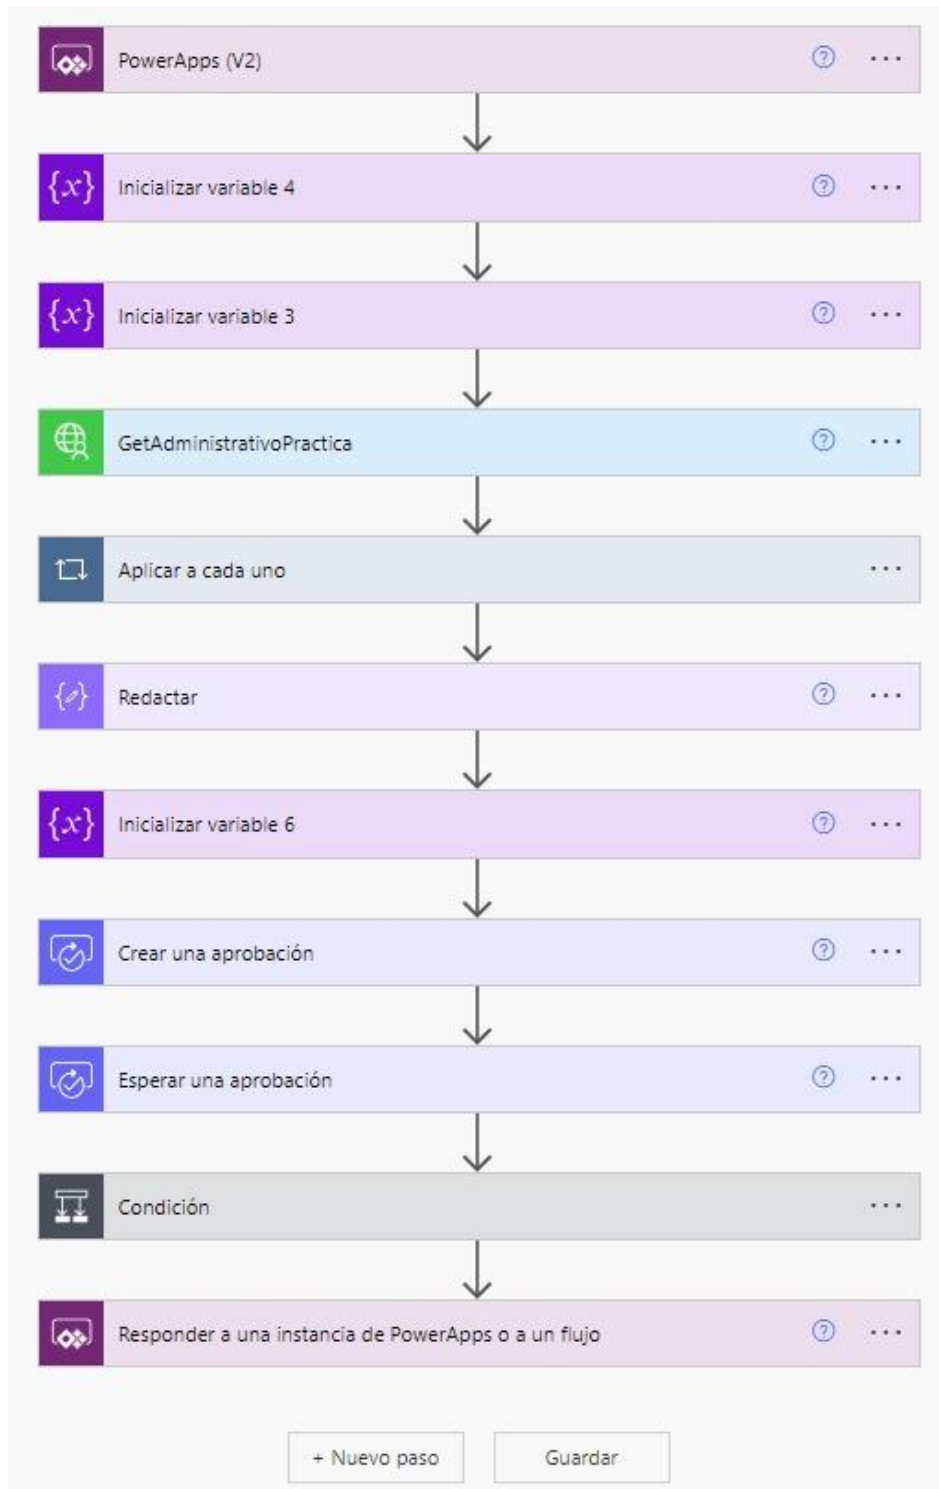 PowerApps (V2)
{x} Inicializar variable 4
{x} Inicializar variable 3
GetAdministrativoPractica
Aplicar a cada uno
Redactar
{x} Inicializar variable 6
Crear una aprobación
Esperar una aprobación
Condición
Responder a una instancia de PowerApps o a un flujo
+ Nuevo paso
Guardar